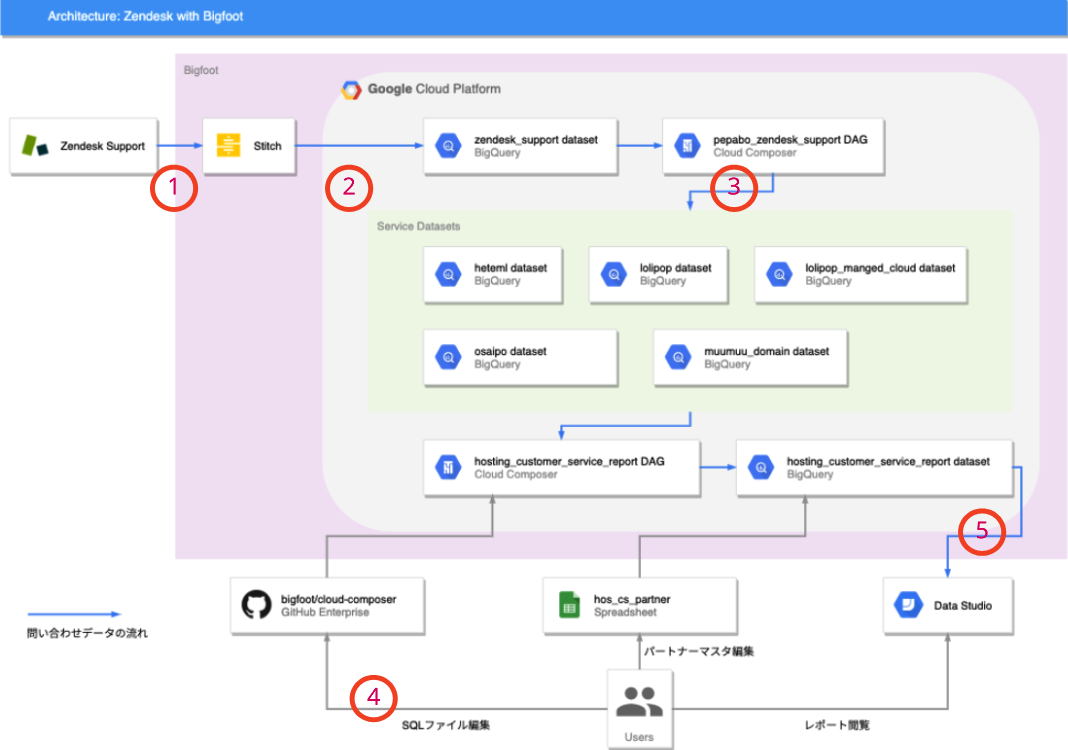 Architecture: Zendesk with Bigfoot
Bigfoot
Google Cloud Platform
Zendesk Support
Stitch
zendesk_support dataset
BigQuery
pepabo_zendesk_support DAG
Cloud Composer
1
2
3
Service Datasets
heteml dataset
BigQuery
lolipop dataset
BigQuery
lolipop_manged_cloud dataset
BigQuery
osaipo dataset
BigQuery
muumuu_domain dataset
BigQuery
hosting_customer_service_report DAG
Cloud Composer
hosting_customer_service_report dataset
BigQuery
5
bigfoot/cloud-composer
GitHub Enterprise
hos_cs_partner
Spreadsheet
Data Studio
問い合わせデータの流れ
パートナーマスタ編集
4
SQLファイル編集
レポート閲覧
Users